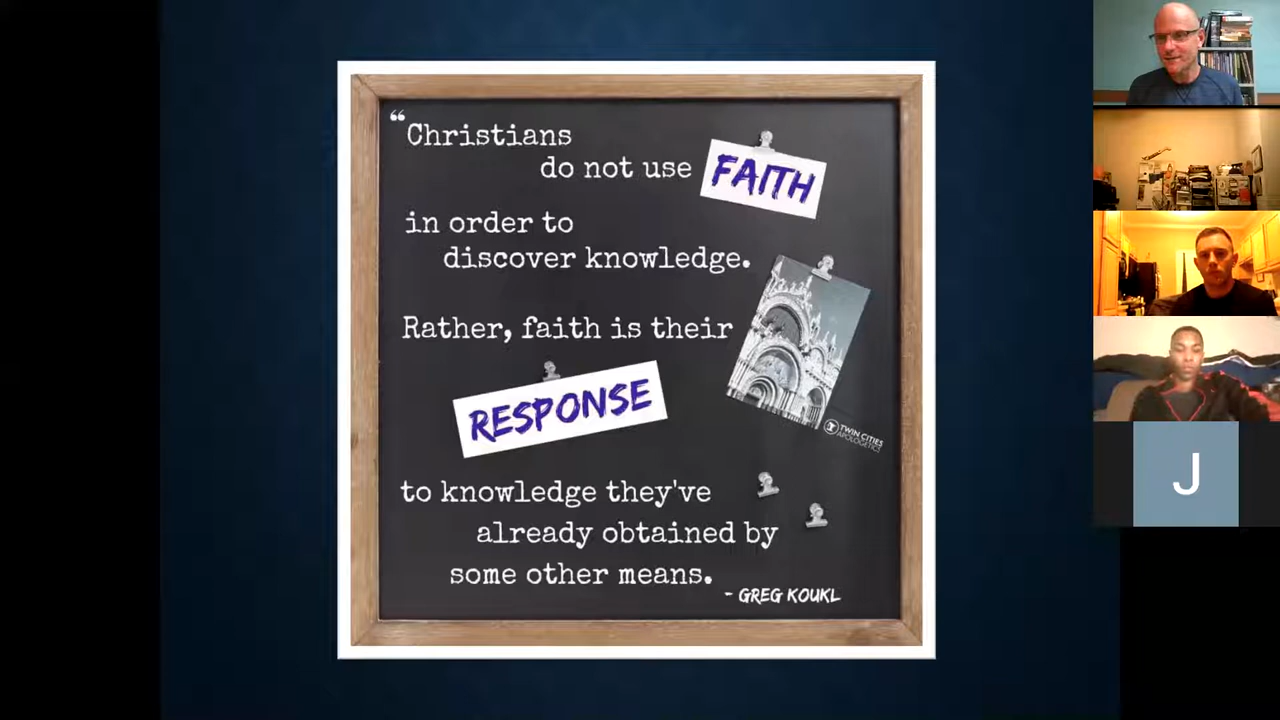 “Christians
do not use FAITH
in order to
discover knowledge.
Rather, faith is their
RESPONSE
TWIN CITIES
APOLOGETICS
to knowledge they've
already obtained by
some other means.
- GREG KOUKL
J